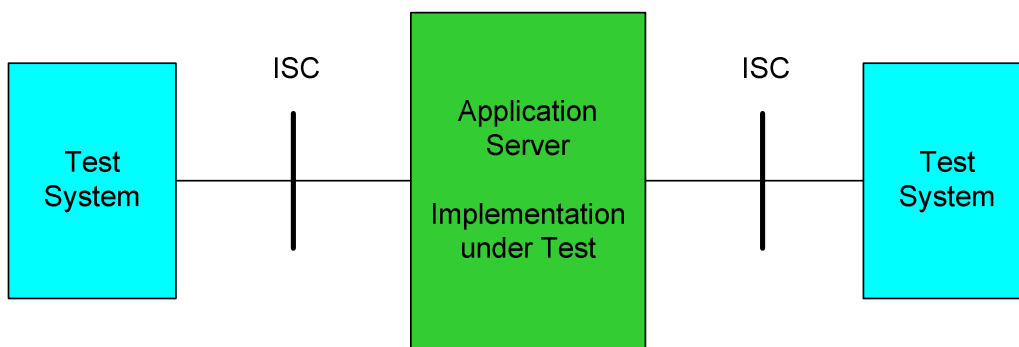 ISC
ISC
Test
System
Application
Server
Implementation
under Test
Test
System